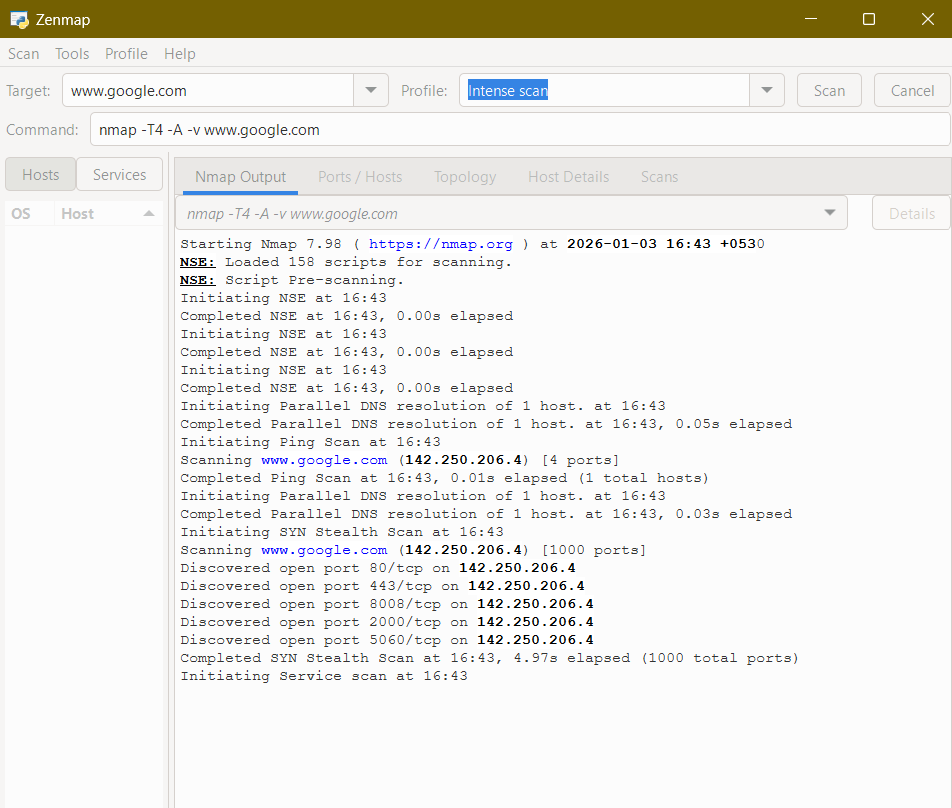 Zenmap
Scan Tools Profile Help
Target: www.google.com Profile: Intense scan Scan Cancel
Command: nmap -T4 -A -v www.google.com
Hosts Services Nmap Output Ports / Hosts Topology Host Details Scans
OS Host nmap -T4 -A -v www.google.com Details
Starting Nmap 7.98 ( https://nmap.org ) at 2026-01-03 16:43 +0530
NSE: Loaded 158 scripts for scanning.
NSE: Script Pre-scanning.
Initiating NSE at 16:43
Completed NSE at 16:43, 0.00s elapsed
Initiating NSE at 16:43
Completed NSE at 16:43, 0.00s elapsed
Initiating NSE at 16:43
Completed NSE at 16:43, 0.00s elapsed
Initiating Parallel DNS resolution of 1 host. at 16:43
Completed Parallel DNS resolution of 1 host. at 16:43, 0.05s elapsed
Initiating Ping Scan at 16:43
Scanning www.google.com (142.250.206.4) [4 ports]
Completed Ping Scan at 16:43, 0.01s elapsed (1 total hosts)
Initiating Parallel DNS resolution of 1 host. at 16:43
Completed Parallel DNS resolution of 1 host. at 16:43, 0.03s elapsed
Initiating SYN Stealth Scan at 16:43
Scanning www.google.com (142.250.206.4) [1000 ports]
Discovered open port 80/tcp on 142.250.206.4
Discovered open port 443/tcp on 142.250.206.4
Discovered open port 8008/tcp on 142.250.206.4
Discovered open port 2000/tcp on 142.250.206.4
Discovered open port 5060/tcp on 142.250.206.4
Completed SYN Stealth Scan at 16:43, 4.97s elapsed (1000 total ports)
Initiating Service scan at 16:43